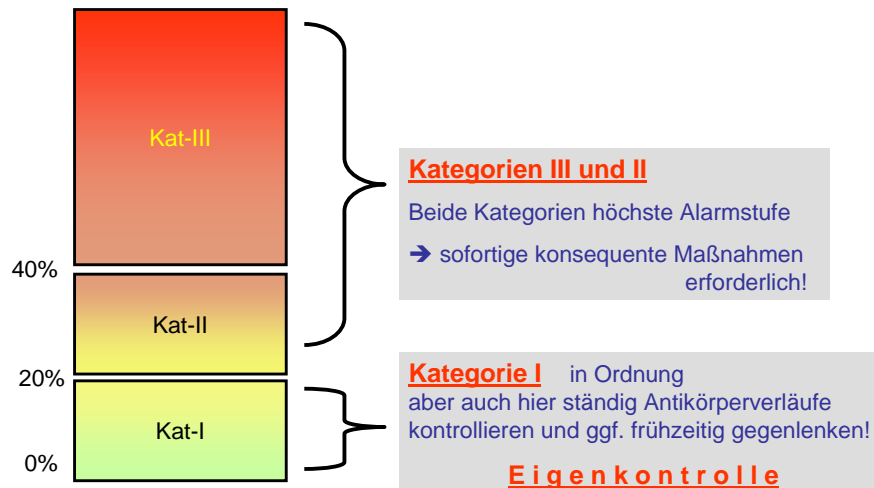 Kat-III
40%
Kat-II
20%
Kat-I
0%
Kategorien III und II
Beide Kategorien höchste Alarmstufe
➔ sofortige konsequente Maßnahmen
erforderlich!
Kategorie I in Ordnung
aber auch hier ständig Antikörperverläufe
kontrollieren und ggf. frühzeitig gegenlenken!
E i g e n k o n t r o l l e